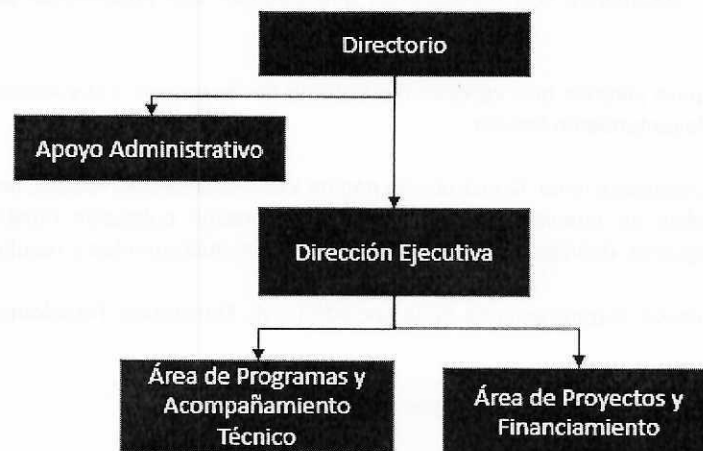 Directorio
Apoyo Administrativo
Dirección Ejecutiva
Área de Programas y
Acompañamiento
Técnico
Área de Proyectos y
Financiamiento